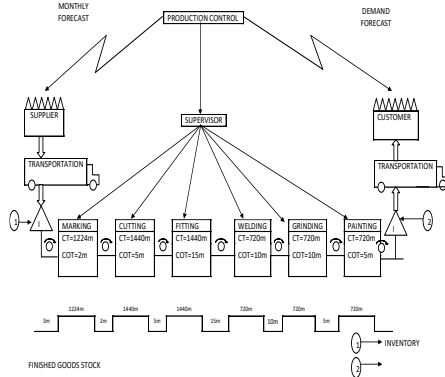 MONTHLY
FORECAST
PRODUCTION CONTROL
DEMAND
FORECAST
SUPPLIER
SUPERVISOR
CUSTOMER
TRANSPORTATION
TRANSPORTATION
1
I
2
I
MARKING
CT=1224m
COT=2m
CUTTING
CT=1440m
COT=5m
FITTING
CT=1440m
COT=15m
WELDING
CT=720m
COT=10m
GRINDING
CT=720m
COT=10m
PAINTING
CT=720m
COT=5m
1224m 1440m 1440m 720m 720m 720m
3m 2m 5m 15m 10m 5m 5m
1 INVENTORY
FINISHED GOODS STOCK
2